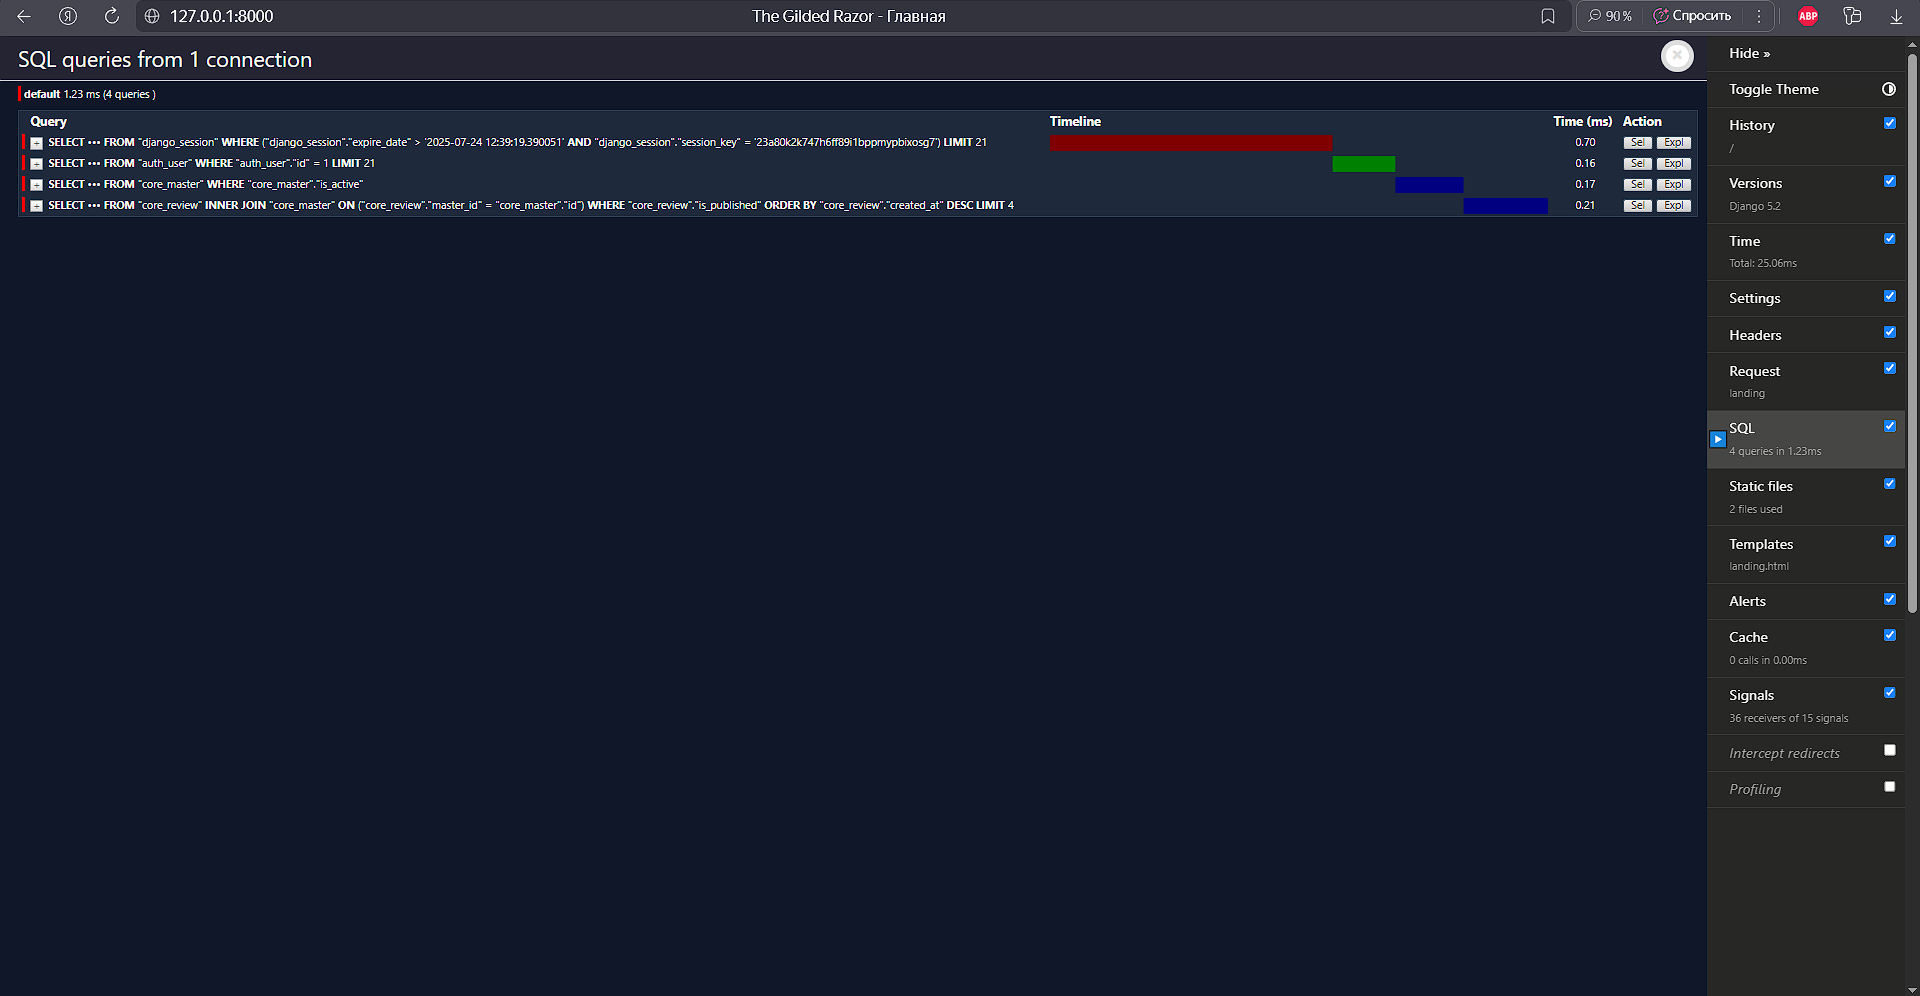 127.0.0.1:8000
The Gilded Razor - Главная
90%
Спросить
ABP
SQL queries from 1 connection
default 1.23 ms (4 queries )
Query Timeline Time (ms) Action
+ SELECT ••• FROM "django_session" WHERE ("django_session"."expire_date" > '2025-07-24 12:39:19.390051' AND "django_session"."session_key" = '23a80k2k747h6ff89i1bppmypbixosg7') LIMIT 21 0.70 Sel Expl
+ SELECT ••• FROM "auth_user" WHERE "auth_user"."id" = 1 LIMIT 21 0.16 Sel Expl
+ SELECT ••• FROM "core_master" WHERE "core_master"."is_active" 0.17 Sel Expl
+ SELECT ••• FROM "core_review" INNER JOIN "core_master" ON ("core_review"."master_id" = "core_master"."id") WHERE "core_review"."is_published" ORDER BY "core_review"."created_at" DESC LIMIT 4 0.21 Sel Expl
Hide »
Toggle Theme
History
/
Versions
Django 5.2
Time
Total: 25.06ms
Settings
Headers
Request
landing
SQL
4 queries in 1.23ms
Static files
2 files used
Templates
landing.html
Alerts
Cache
0 calls in 0.00ms
Signals
36 receivers of 15 signals
Intercept redirects
Profiling